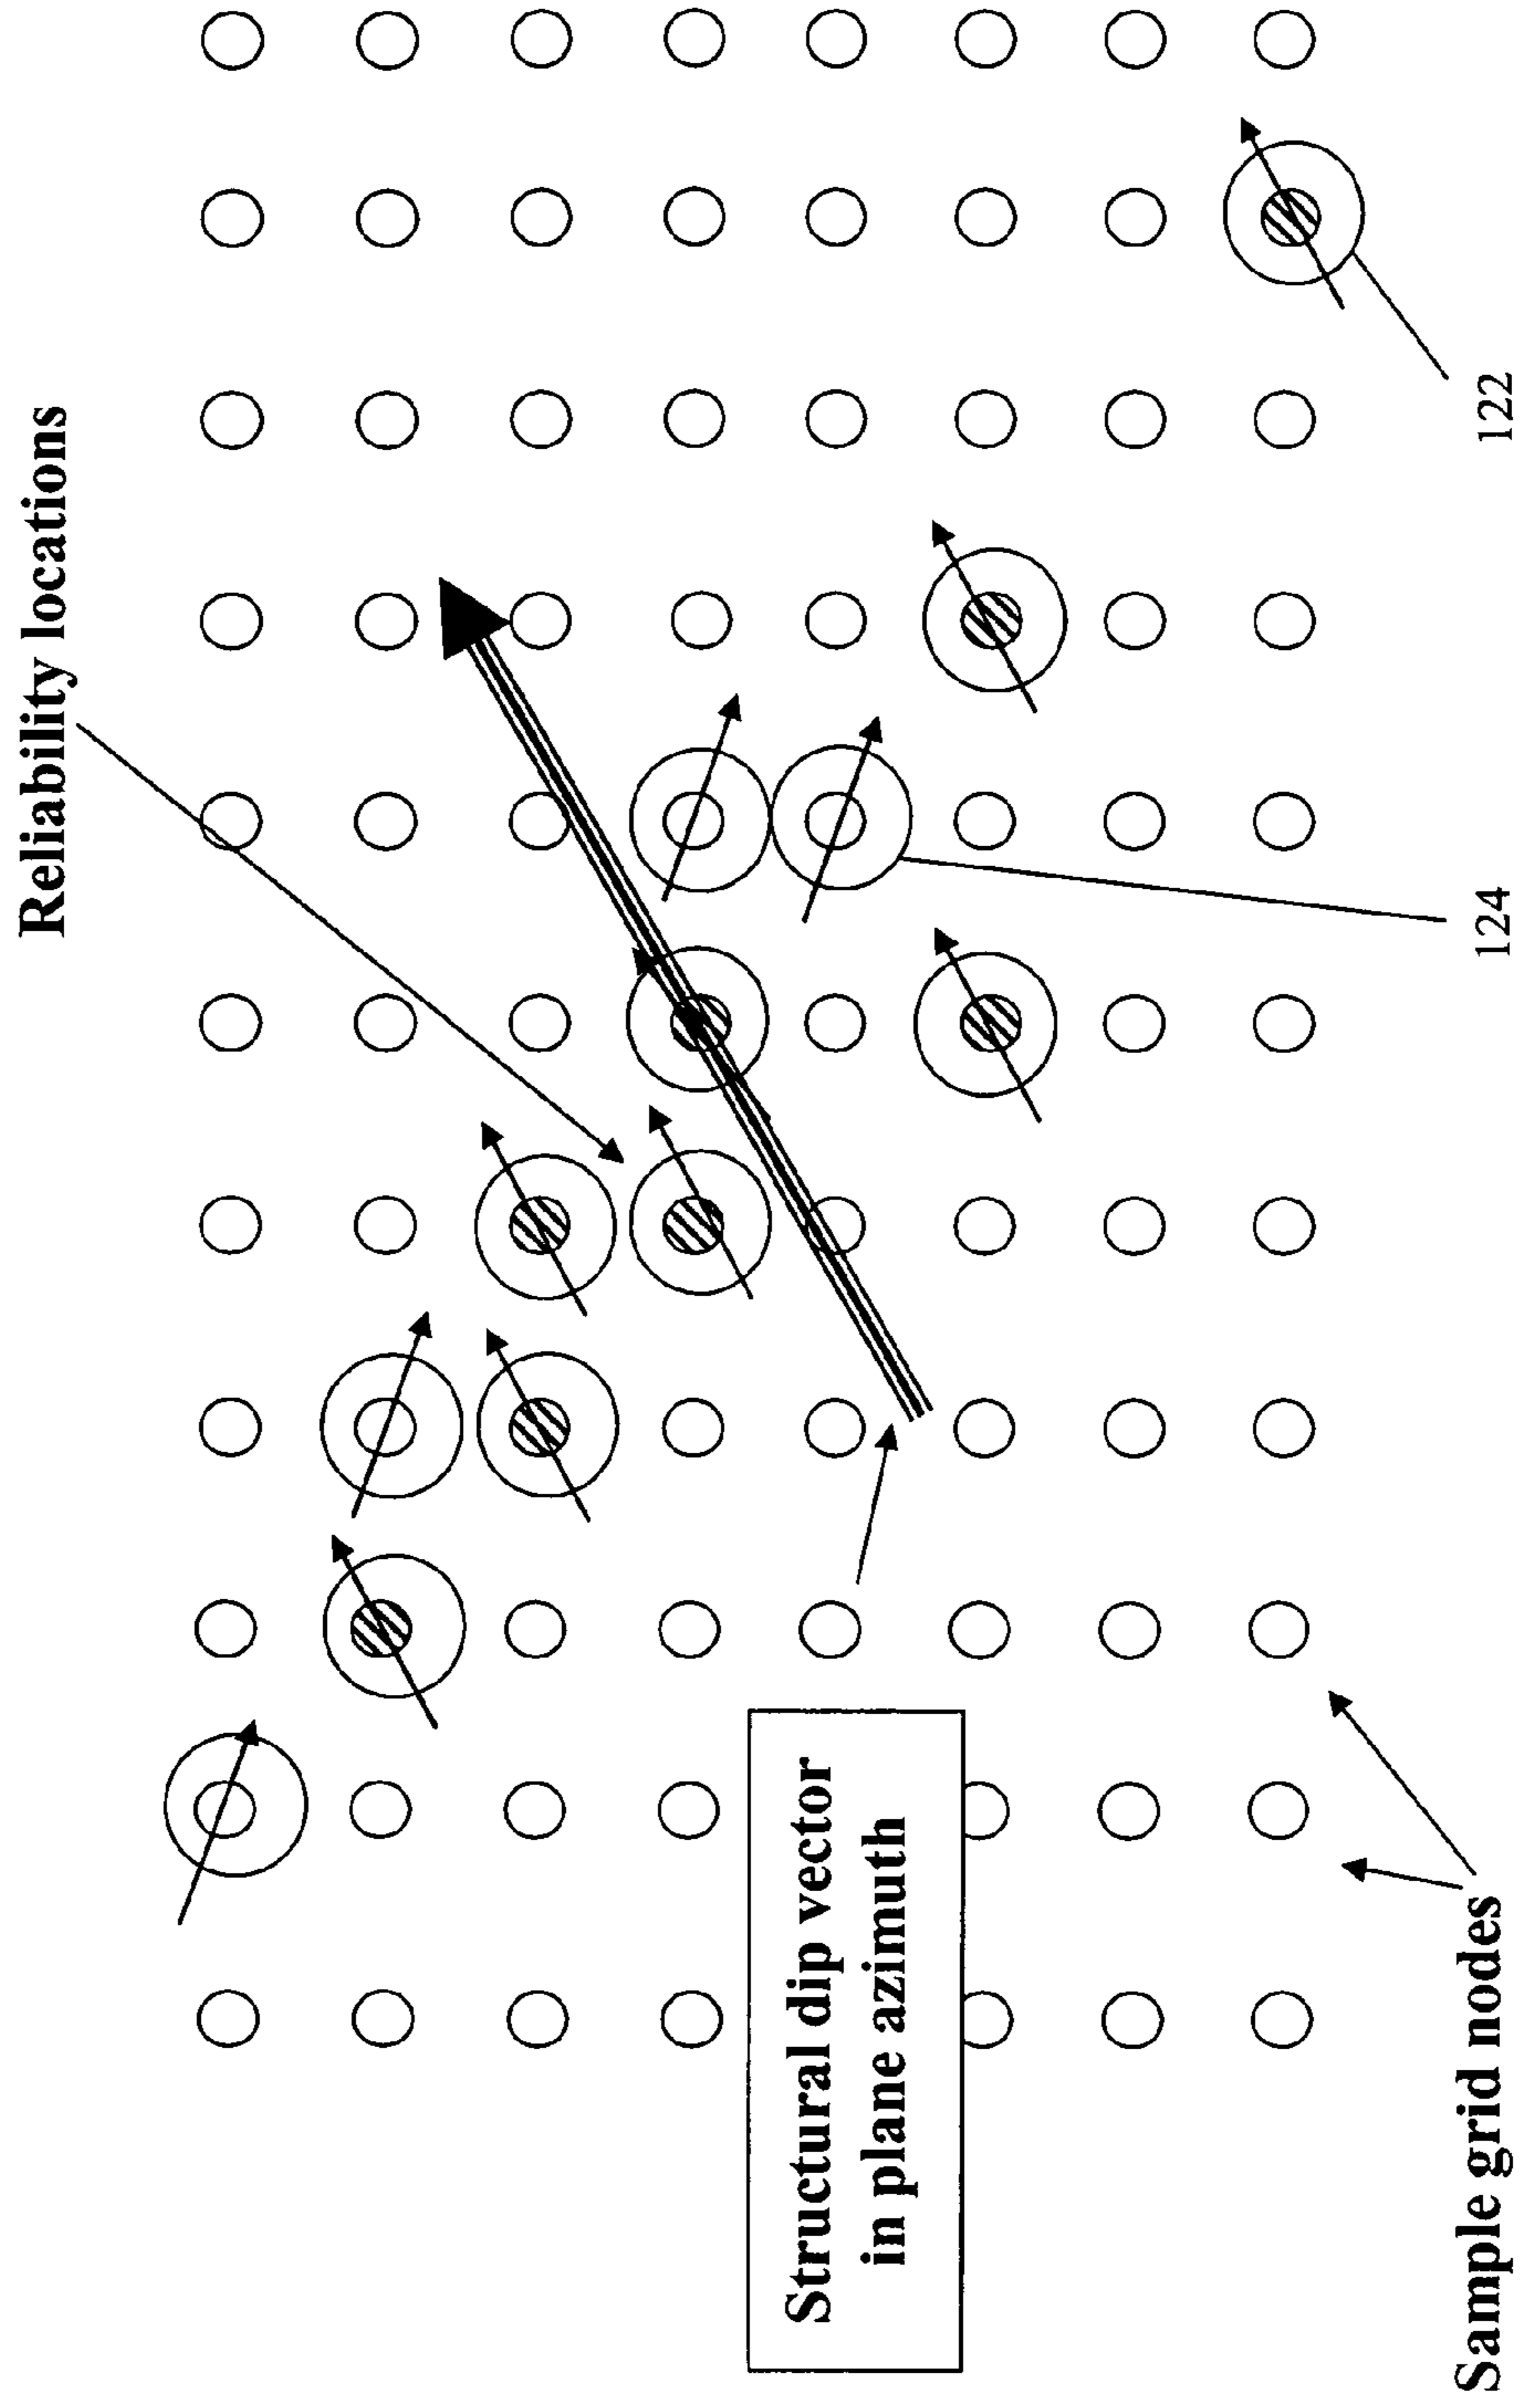 Reliability locations
Structural dip vector
in plane azimuth
Sample grid nodes
124
122